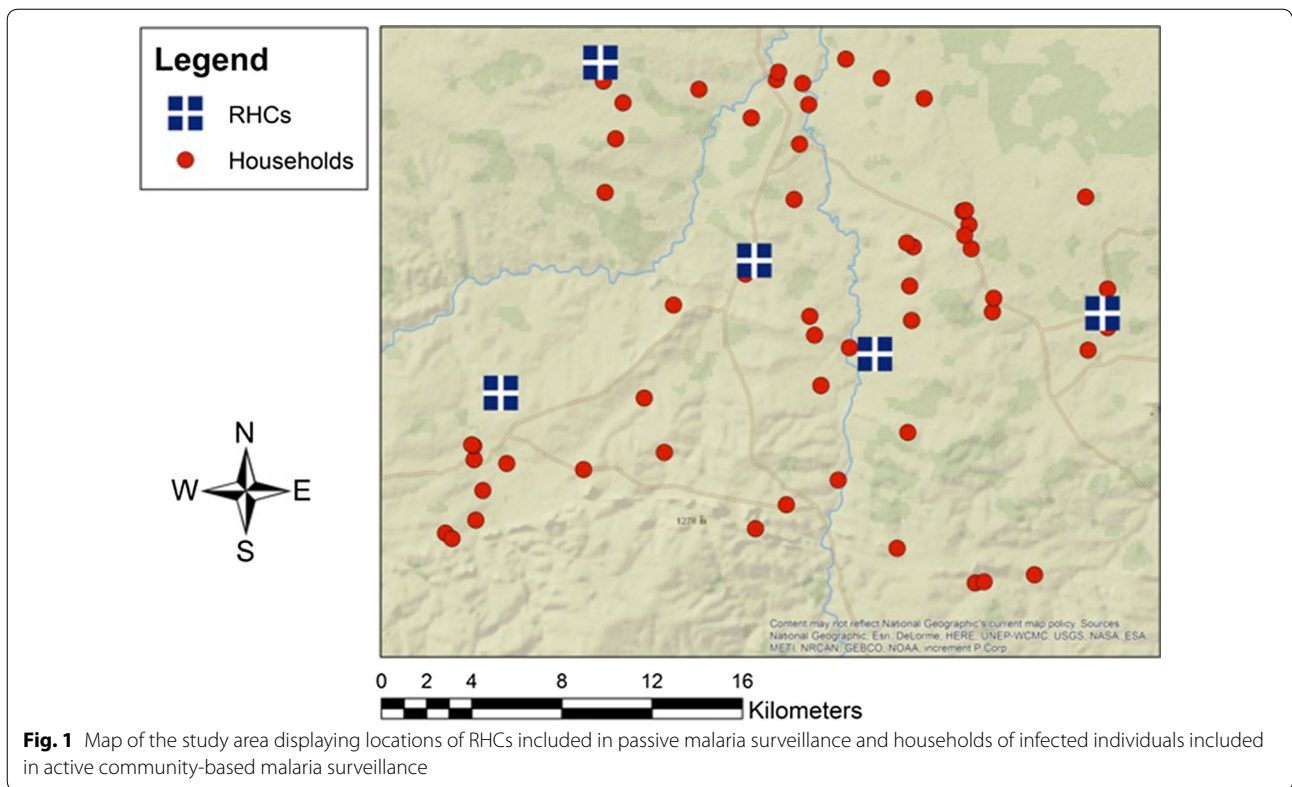 Legend
RHCs
Households
N
W E
S
1278 m
Content may not reflect National Geographic's current map policy. Sources
National Geographic, Esri, DeLorme, HERE, UNEP-WCMC, USGS, NASA, ESA,
METI, NRCAN, GEBCO, NOAA, increment P Corp
0 2 4 8 12 16
Kilometers
Fig. 1 Map of the study area displaying locations of RHCs included in passive malaria surveillance and households of infected individuals included
in active community-based malaria surveillance